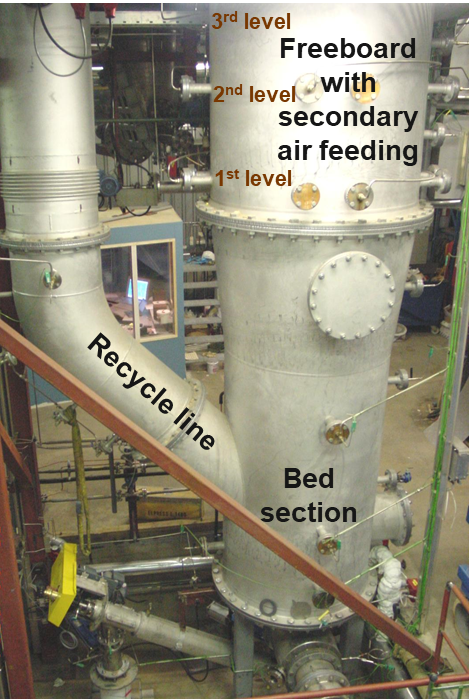 3rd level
Freeboard
with
2nd level
secondary
air feeding
1st level
Recycle line
Bed
section